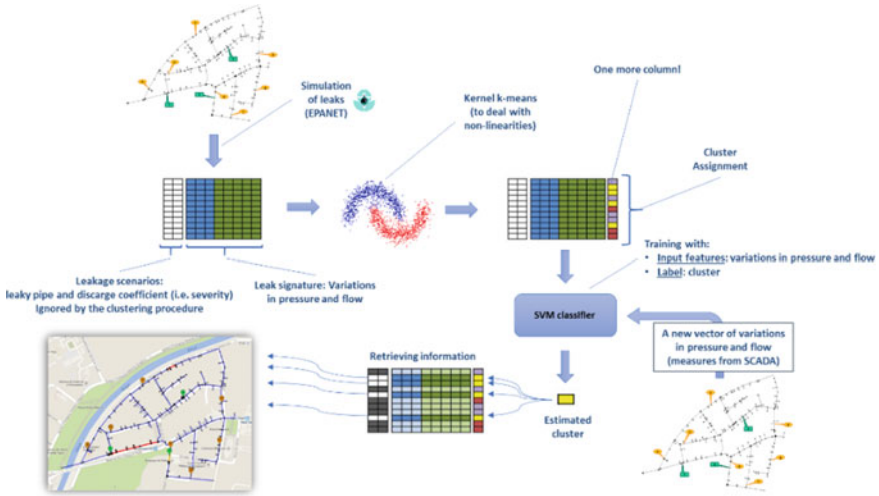 Simulation
of leaks
(EPANET)
Kernel k-means
(to deal with
non-linearities)
One more column!
Cluster
Assignment
Leakage scenarios:
leaky pipe and discarge coefficient (i.e. severity)
Ignored by the clustering procedure
Leak signature: Variations
in pressure and flow
Training with:
• Input features: variations in pressure and flow
• Label: cluster
SVM classifier
A new vector of variations
in pressure and flow
(measures from SCADA)
Retrieving information
Estimated
cluster